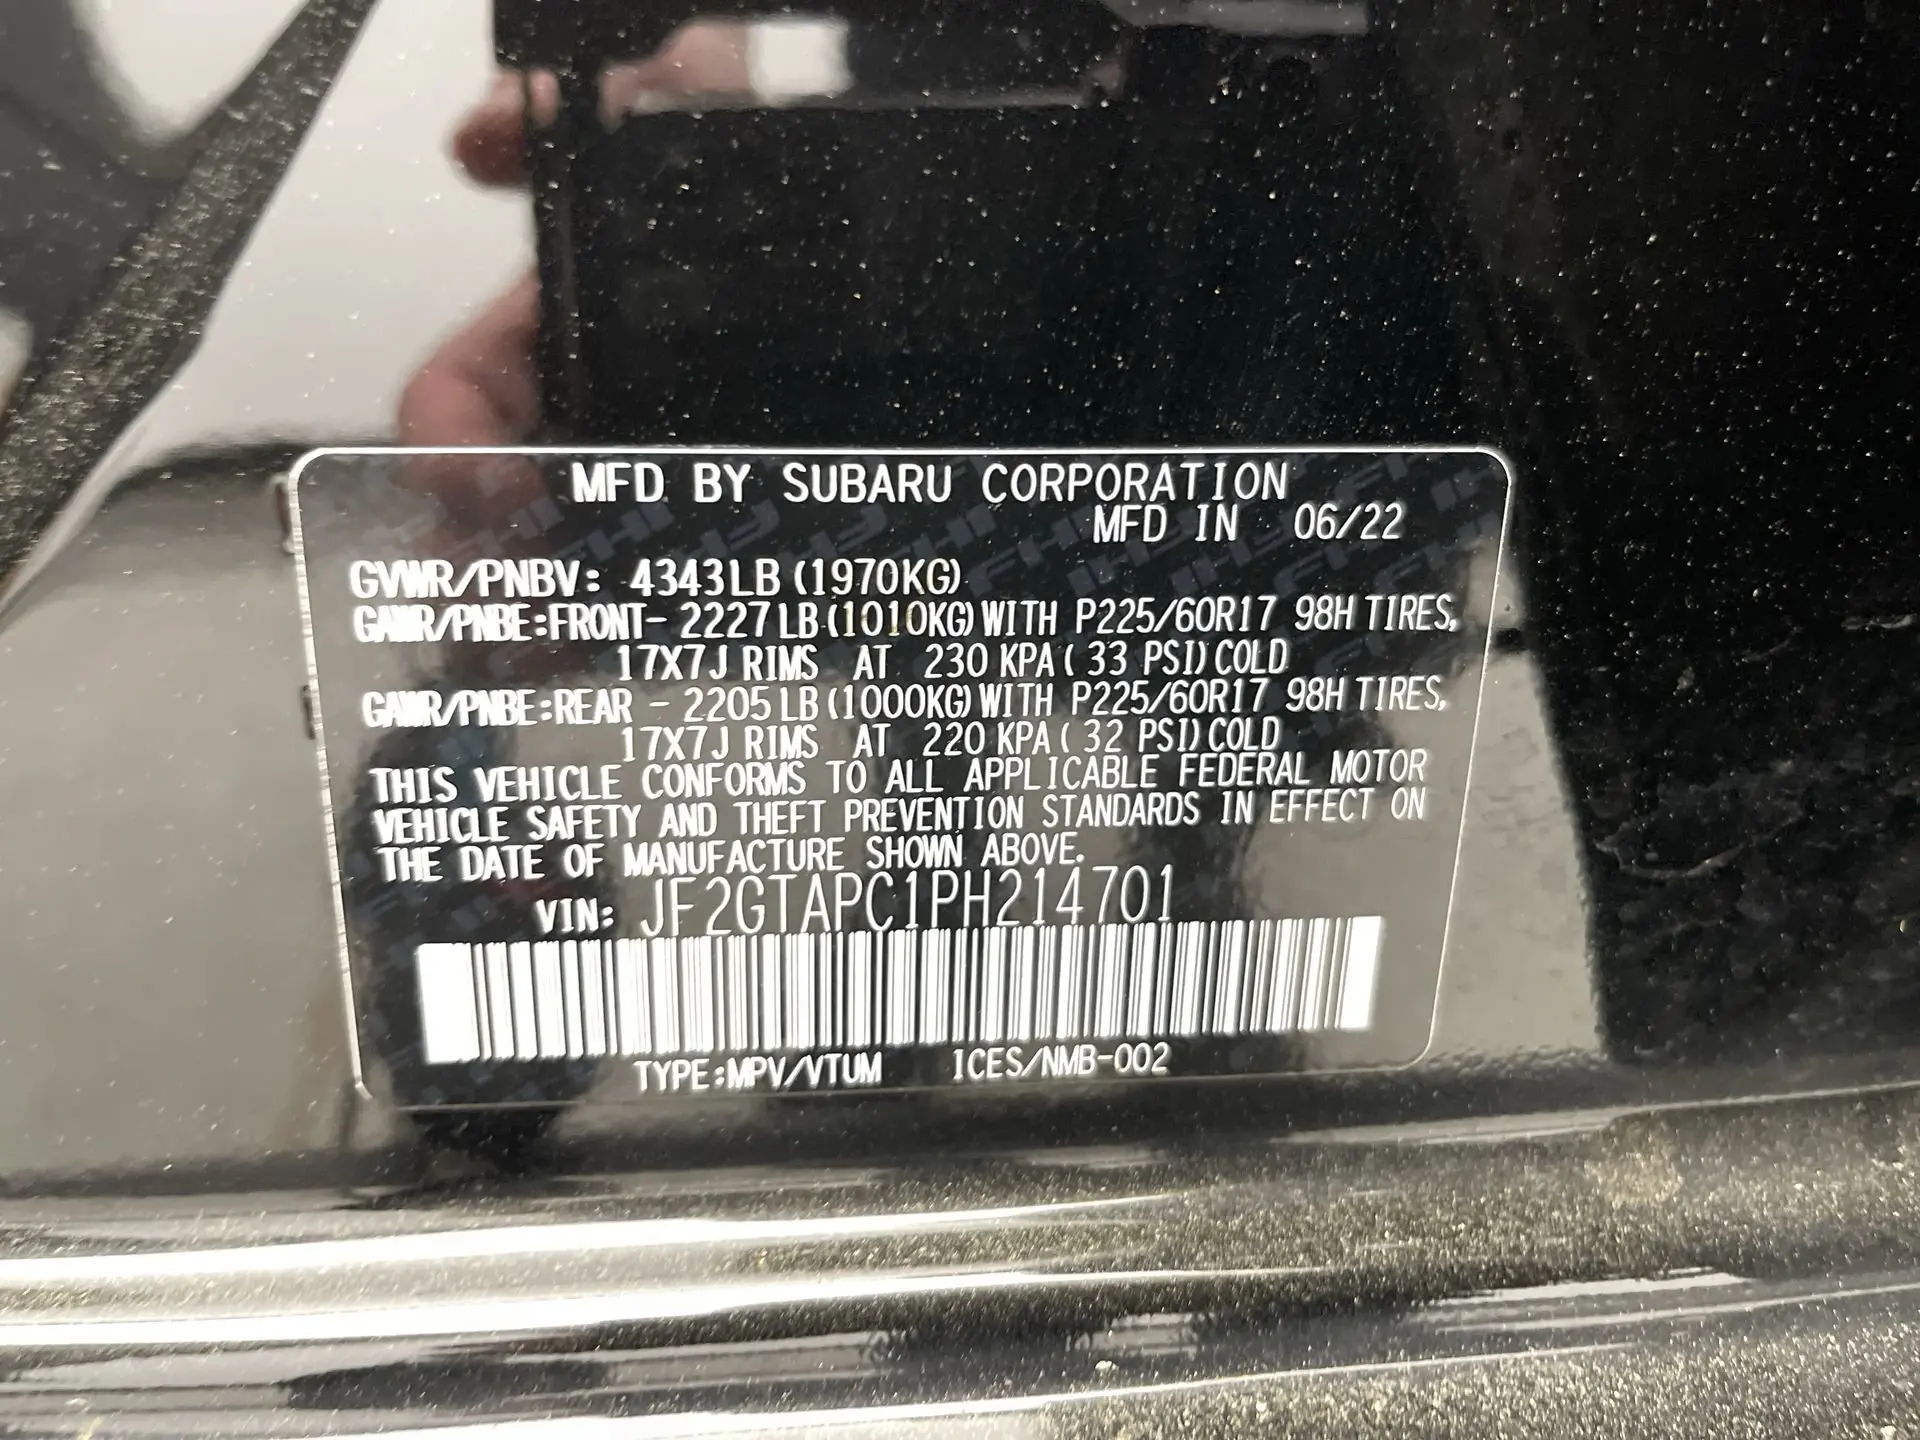 MFD. BY SUBARU CORPORATION
MFD IN 06/22
GVWR/PNBV: 4343LB (1970KG)
GAWR/PNBE:FRONT- 2227LB (1010KG) WITH P225/60R17 98H TIRES,
17X7J RIMS AT 230 KPA ( 33 PSI) COLD
GAWR/PNBE:REAR - 2205LB (1000KG) WITH P225/60R17 98H TIRES,
17X7J RIMS AT 220 KPA ( 32 PSI) COLD
THIS VEHICLE CONFORMS TO ALL APPLICABLE FEDERAL MOTOR
VEHICLE SAFETY AND THEFT PREVENTION STANDARDS IN EFFECT ON
THE DATE OF MANUFACTURE SHOWN ABOVE.
VIN: JF2GTAPC1PH214701
TYPE:MPV/VTUM ICES/NMB-002